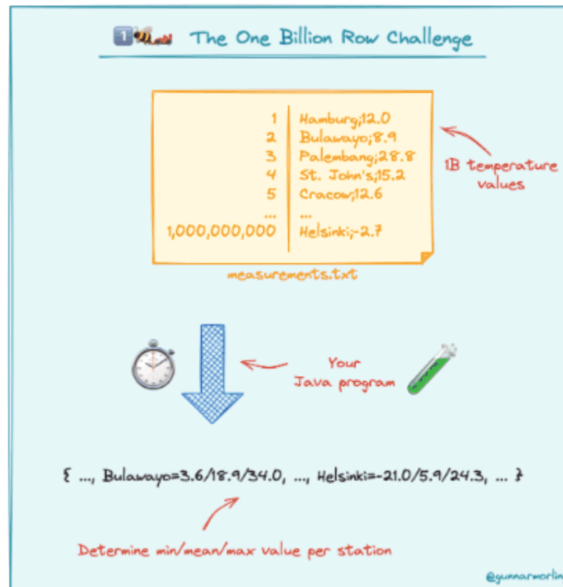 1 The One Billion Row Challenge
1 Hamburg;12.0
2 Bulawayo;8.9
3 Palembang;28.8
4 St. John's;15.2
5 Cracow;12.6
... ...
1,000,000,000 Helsinki;-2.7
1B temperature
values
measurements.txt
Your
Java program
{ ..., Bulawayo=3.6/18.9/34.0, ..., Helsinki=-21.0/5.9/24.3, ... }
Determine min/mean/max value per station
@gunnarmorlin